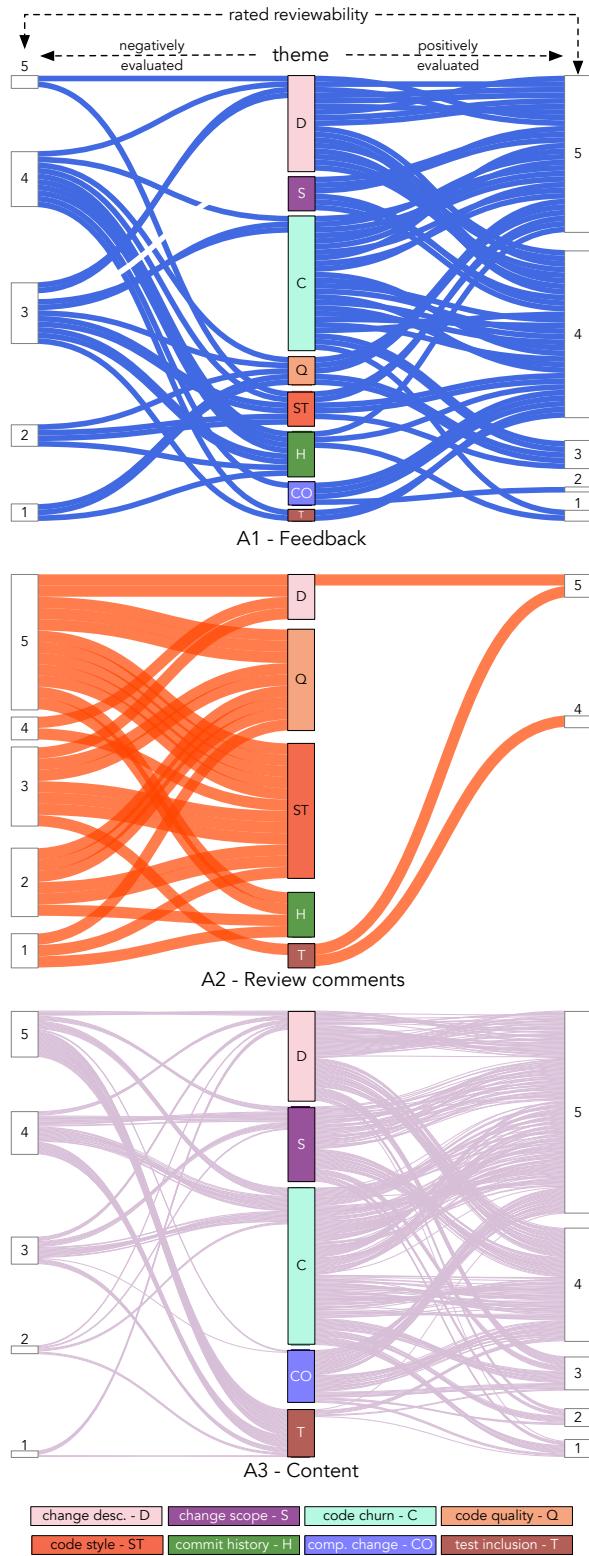 rated reviewability
negatively evaluated
theme
positively evaluated
5
4
3
2
1
D
S
C
Q
ST
H
CO
T
5
4
3
2
1
A1 - Feedback
5
4
3
2
1
D
Q
ST
H
T
5
4
A2 - Review comments
5
4
3
2
1
D
S
C
CO
T
5
4
3
2
1
A3 - Content
change desc. - D
change scope - S
code churn - C
code quality - Q
code style - ST
commit history - H
comp. change - CO
test inclusion - T